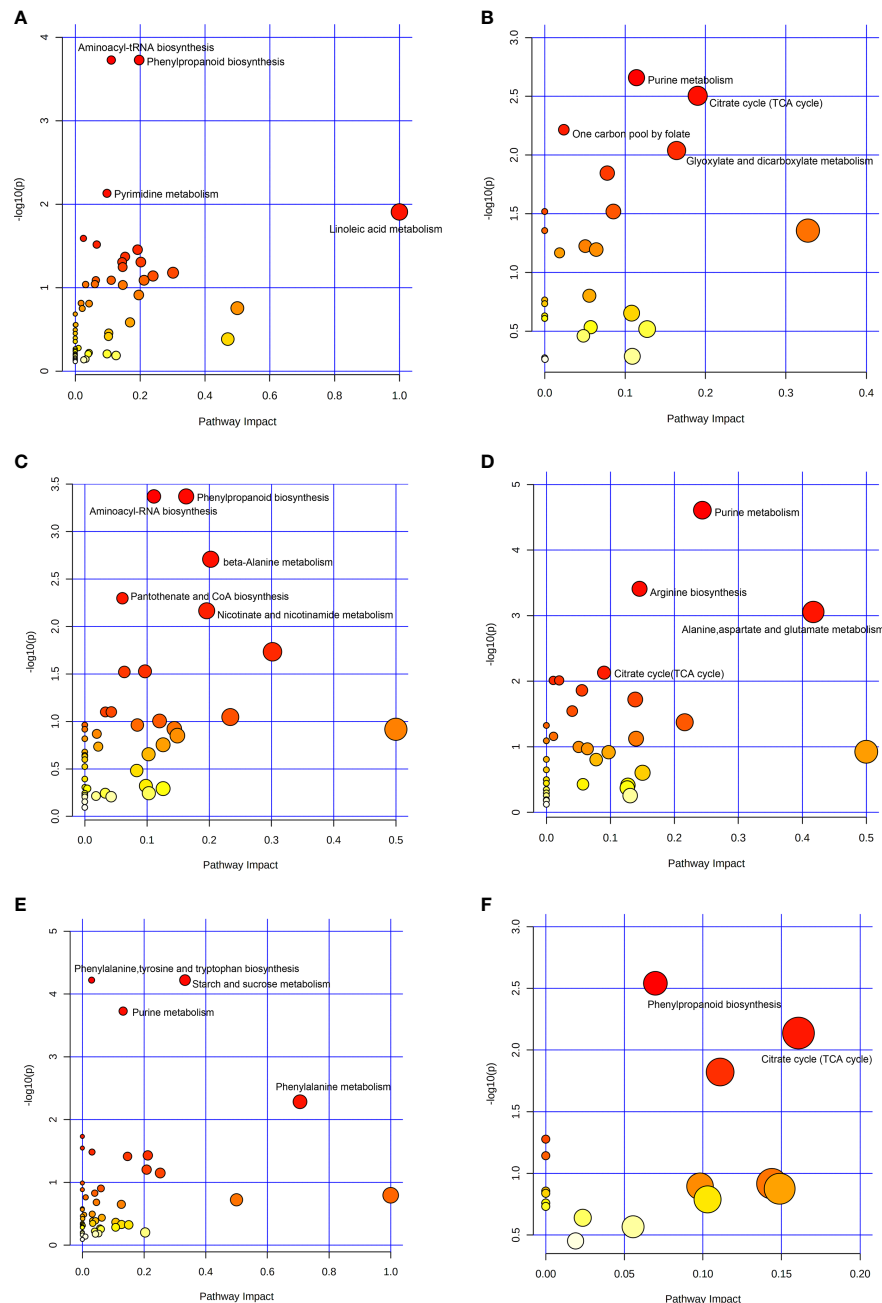 A
4
3
2
1
0
-log10(p)
Aminoacyl-tRNA biosynthesis
Phenylpropanoid biosynthesis
Pyrimidine metabolism
Linoleic acid metabolism
0.0 0.2 0.4 0.6 0.8 1.0
Pathway Impact
B
3.0
2.5
2.0
1.5
1.0
0.5
-log10(p)
Purine metabolism
Citrate cycle (TCA cycle)
One carbon pool by folate
Glyoxylate and dicarboxylate metabolism
0.0 0.1 0.2 0.3 0.4
Pathway Impact
C
3.5
3.0
2.5
2.0
1.5
1.0
0.5
0.0
-log10(p)
Phenylpropanoid biosynthesis
Aminoacyl-RNA biosynthesis
beta-Alanine metabolism
Pantothenate and CoA biosynthesis
Nicotinate and nicotinamide metabolism
0.0 0.1 0.2 0.3 0.4 0.5
Pathway Impact
D
5
4
3
2
1
0
-log10(p)
Purine metabolism
Arginine biosynthesis
Alanine,aspartate and glutamate metabolism
Citrate cycle(TCA cycle)
0.0 0.1 0.2 0.3 0.4 0.5
Pathway Impact
E
5
4
3
2
1
0
-log10(p)
Phenylalanine,tyrosine and tryptophan biosynthesis
Starch and sucrose metabolism
Purine metabolism
Phenylalanine metabolism
0.0 0.2 0.4 0.6 0.8 1.0
Pathway Impact
F
3.0
2.5
2.0
1.5
1.0
0.5
-log10(p)
Phenylpropanoid biosynthesis
Citrate cycle (TCA cycle)
0.00 0.05 0.10 0.15 0.20
Pathway Impact